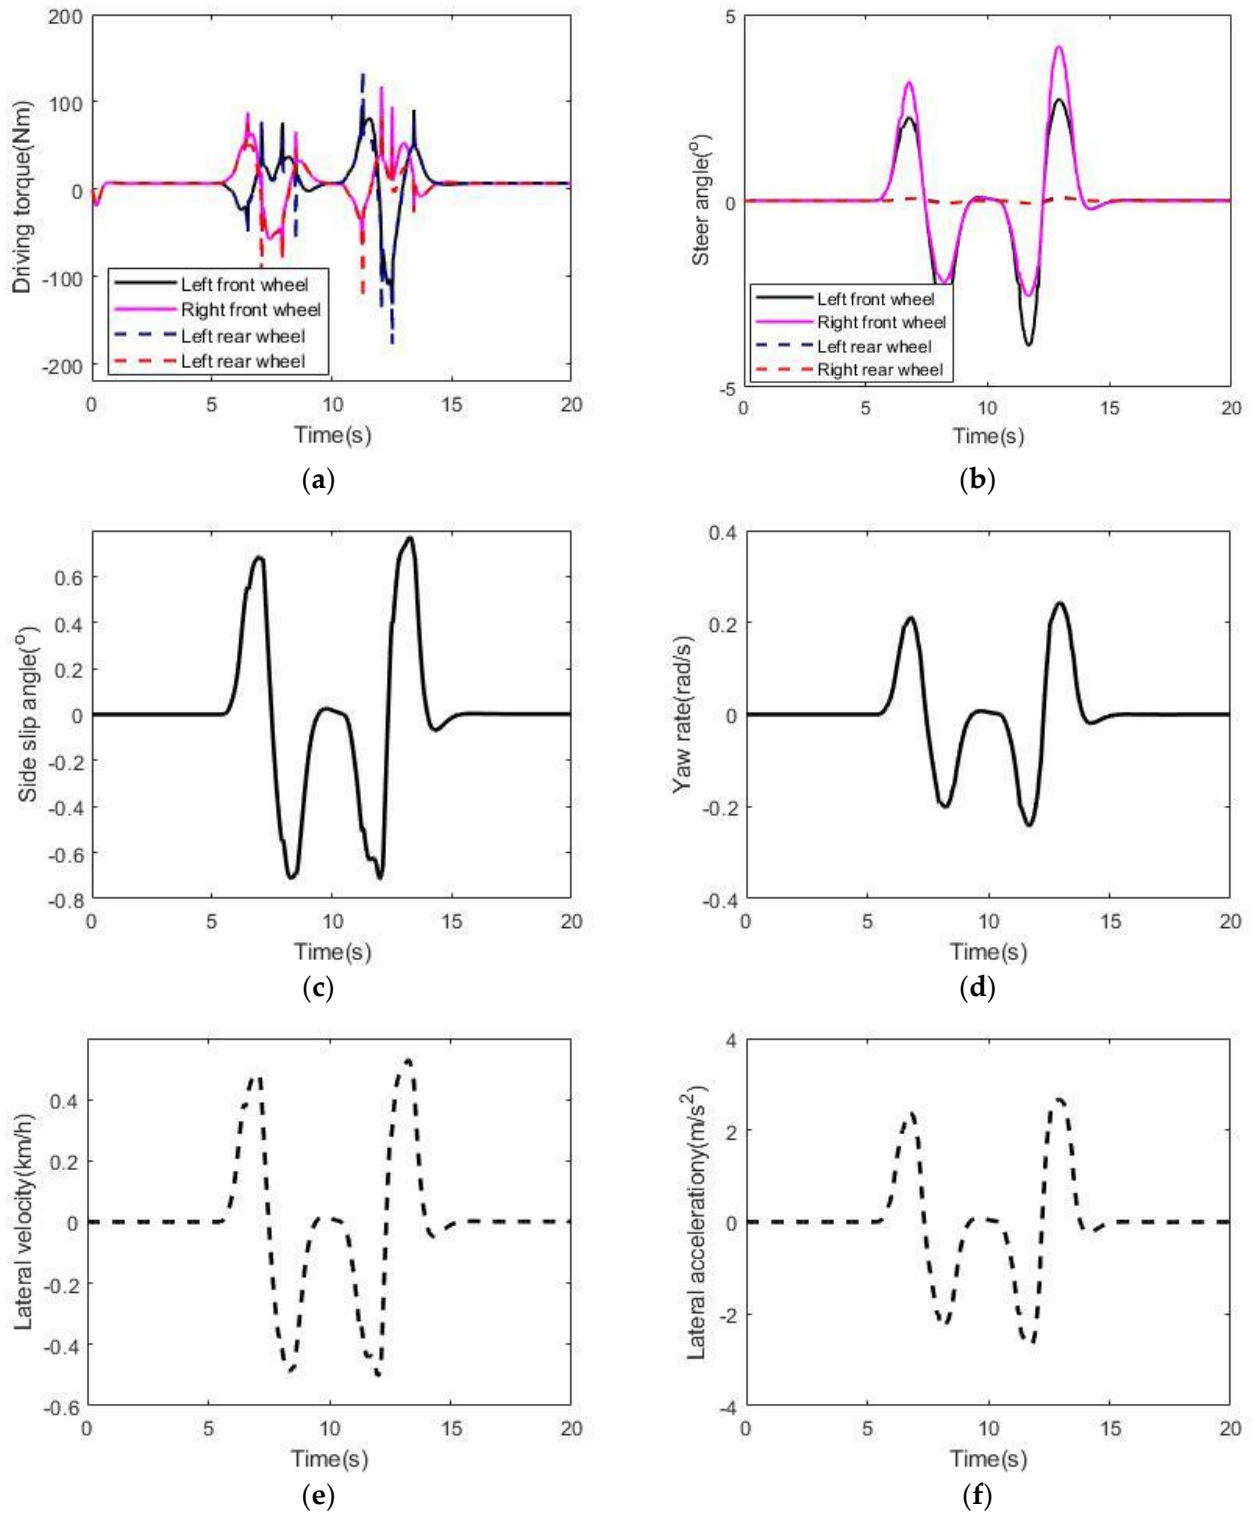 200
100
0
-100
-200
Driving torque(Nm)
Left front wheel
Right front wheel
Left rear wheel
Left rear wheel
0 5 10 15 20
Time(s)
(a)
5
0
-5
Steer angle(°)
Left front wheel
Right front wheel
Left rear wheel
Right rear wheel
0 5 10 15 20
Time(s)
(b)
0.6
0.4
0.2
0
-0.2
-0.4
-0.6
-0.8
Side slip angle(°)
0 5 10 15 20
Time(s)
(c)
0.4
0.2
0
-0.2
-0.4
Yaw rate(rad/s)
0 5 10 15 20
Time(s)
(d)
0.4
0.2
0
-0.2
-0.4
-0.6
Lateral velocity(km/h)
0 5 10 15 20
Time(s)
(e)
4
2
0
-2
-4
Lateral accelerationy(m/s²)
0 5 10 15 20
Time(s)
(f)